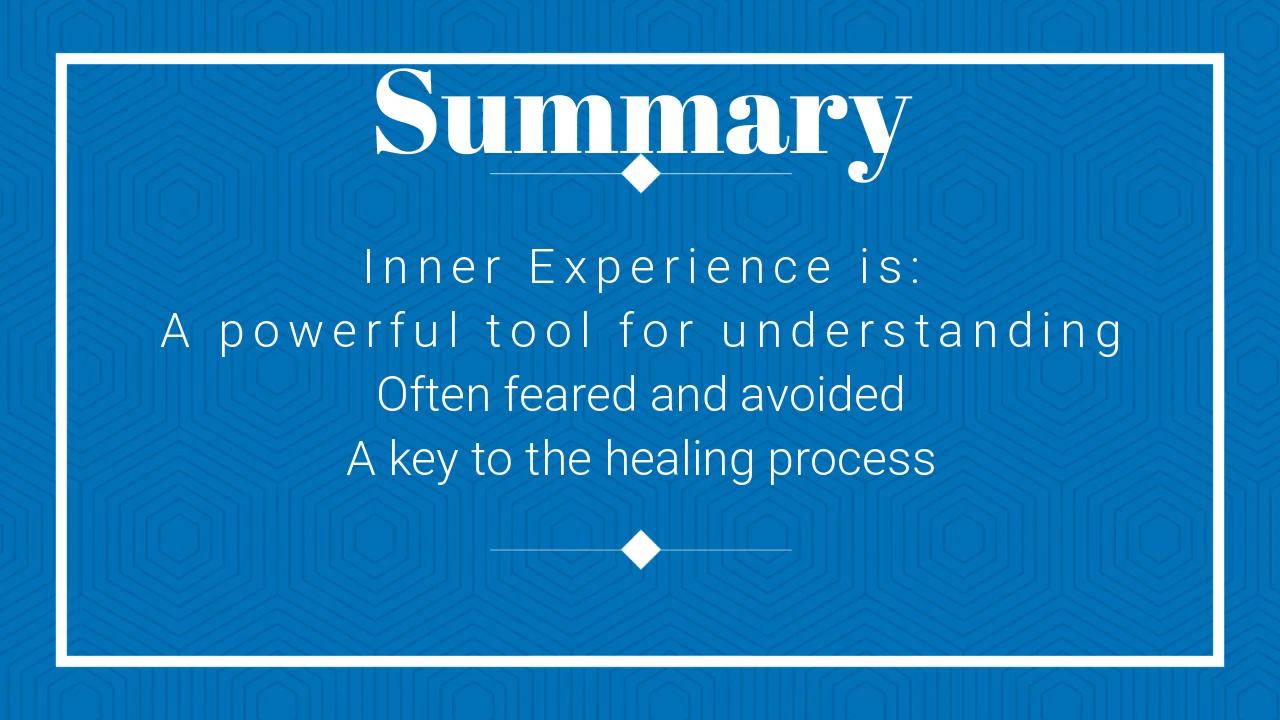 Summary
Inner Experience is:
A powerful tool for understanding
Often feared and avoided
A key to the healing process